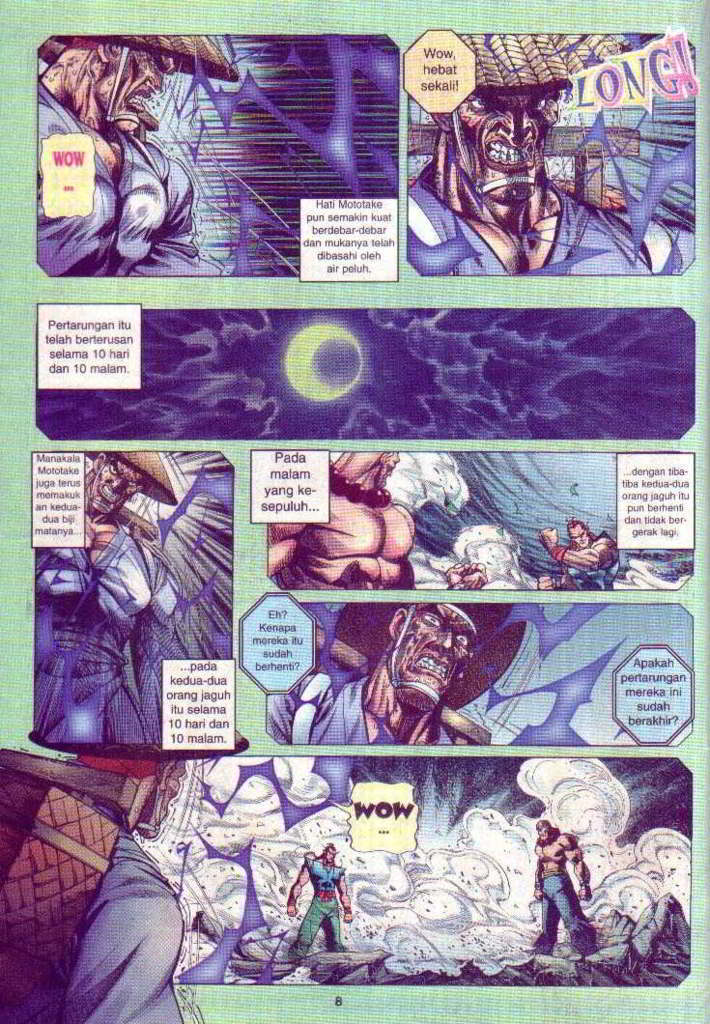 WOW
...
Hati Mototake
pun semakin kuat
berdebar-debar
dan mukanya telah
dibasahi oleh
air peluh.
Wow,
hebat
sekali!
LONG!
Pertarungan itu
telah berterusan
selama 10 hari
dan 10 malam.
Manakala
Mototake
juga terus
memakuk
an kedua-
dua biji
matanya...
...pada
kedua-dua
orang jaguh
itu selama
10 hari dan
10 malam.
Pada
malam
yang ke-
sepuluh...
...dengan tiba-
tiba kedua-dua
orang jaguh itu
pun berhenti
dan tidak ber-
gerak lagi.
Eh?
Kenapa
mereka itu
sudah
berhenti?
Apakah
pertarungan
mereka ini
sudah
berakhir?
WOW
...
8